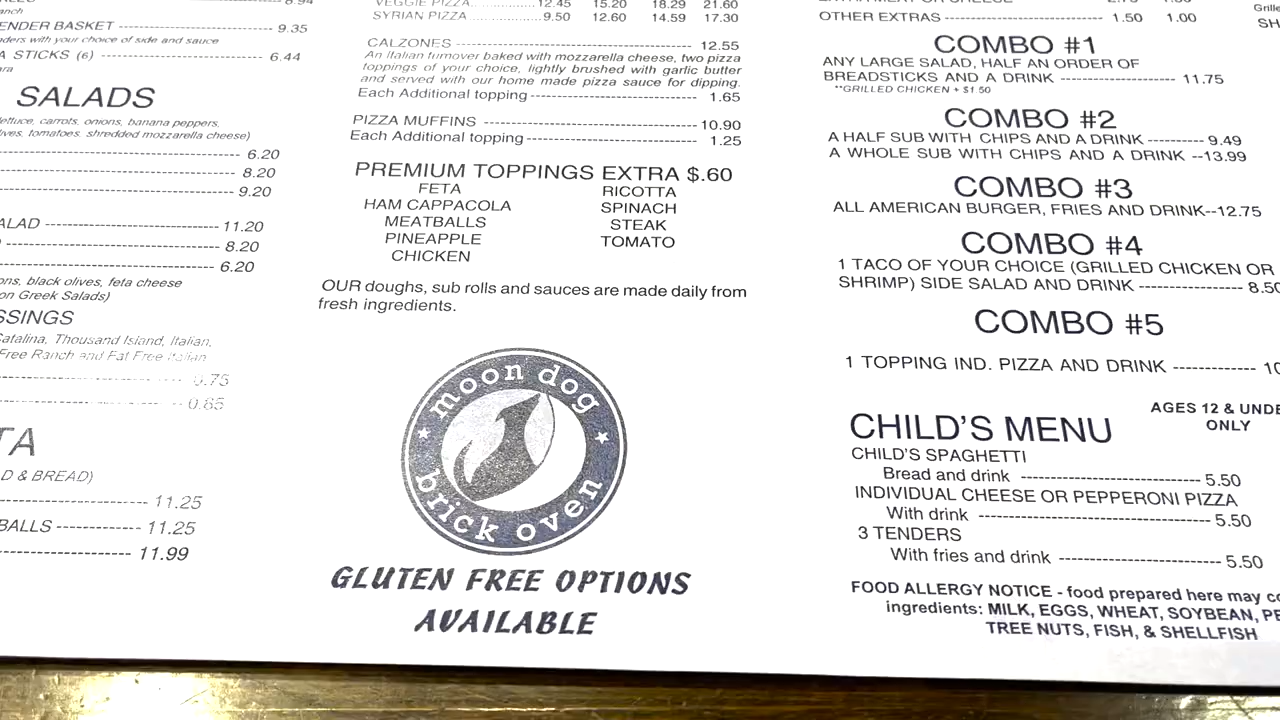 8.94
ranch
ENDER BASKET 9.35
nders with your choice of side and sauce
A STICKS (6) 6.44
ara
SALADS
lettuce, carrots, onions, banana peppers,
lives, tomatoes, shredded mozzarella cheese)
6.20
8.20
9.20
ALAD 11.20
8.20
6.20
ons, black olives, feta cheese
on Greek Salads)
SSINGS
Catalina, Thousand Island, Italian,
Free Ranch and Fat Free Italian
0.75
0.85
TA
D & BREAD)
11.25
BALLS 11.25
11.99
VEGGIE PIZZA 12.45 15.20 18.29 21.60
SYRIAN PIZZA 9.50 12.60 14.59 17.30
CALZONES 12.55
An Italian turnover baked with mozzarella cheese, two pizza
toppings of your choice, lightly brushed with garlic butter
and served with our home made pizza sauce for dipping.
Each Additional topping 1.65
PIZZA MUFFINS 10.90
Each Additional topping 1.25
PREMIUM TOPPINGS EXTRA $.60
FETA RICOTTA
HAM CAPPACOLA SPINACH
MEATBALLS STEAK
PINEAPPLE TOMATO
CHICKEN
OUR doughs, sub rolls and sauces are made daily from
fresh ingredients.
moon dog
brick oven
GLUTEN FREE OPTIONS
AVAILABLE
OTHER EXTRAS 1.50 1.00
Grille
SH
COMBO #1
ANY LARGE SALAD, HALF AN ORDER OF
BREADSTICKS AND A DRINK 11.75
**GRILLED CHICKEN + $1.50
COMBO #2
A HALF SUB WITH CHIPS AND A DRINK 9.49
A WHOLE SUB WITH CHIPS AND A DRINK --13.99
COMBO #3
ALL AMERICAN BURGER, FRIES AND DRINK--12.75
COMBO #4
1 TACO OF YOUR CHOICE (GRILLED CHICKEN OR
SHRIMP) SIDE SALAD AND DRINK 8.50
COMBO #5
1 TOPPING IND. PIZZA AND DRINK 10
AGES 12 & UNDE
ONLY
CHILD'S MENU
CHILD'S SPAGHETTI
Bread and drink 5.50
INDIVIDUAL CHEESE OR PEPPERONI PIZZA
With drink 5.50
3 TENDERS
With fries and drink 5.50
FOOD ALLERGY NOTICE - food prepared here may co
ingredients: MILK, EGGS, WHEAT, SOYBEAN, PE
TREE NUTS, FISH, & SHELLFISH